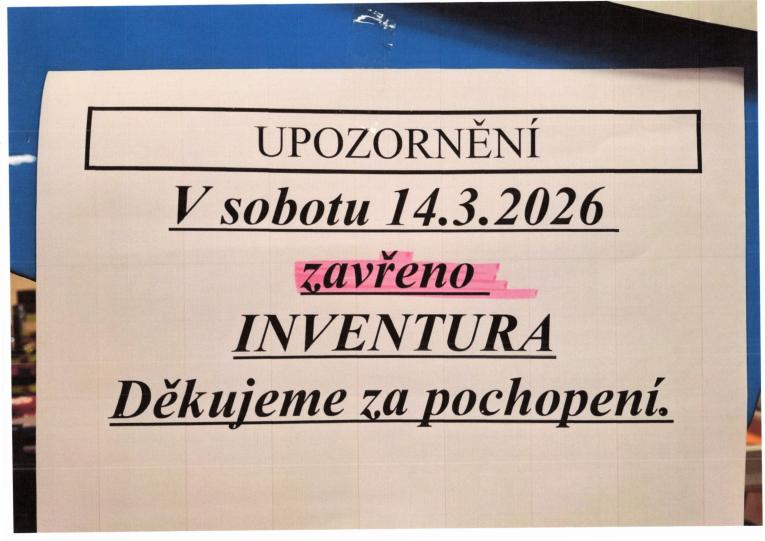 UPOZORNĚNÍ
V sobotu 14.3.2026
zavřeno
INVENTURA
Děkujeme za pochopení.